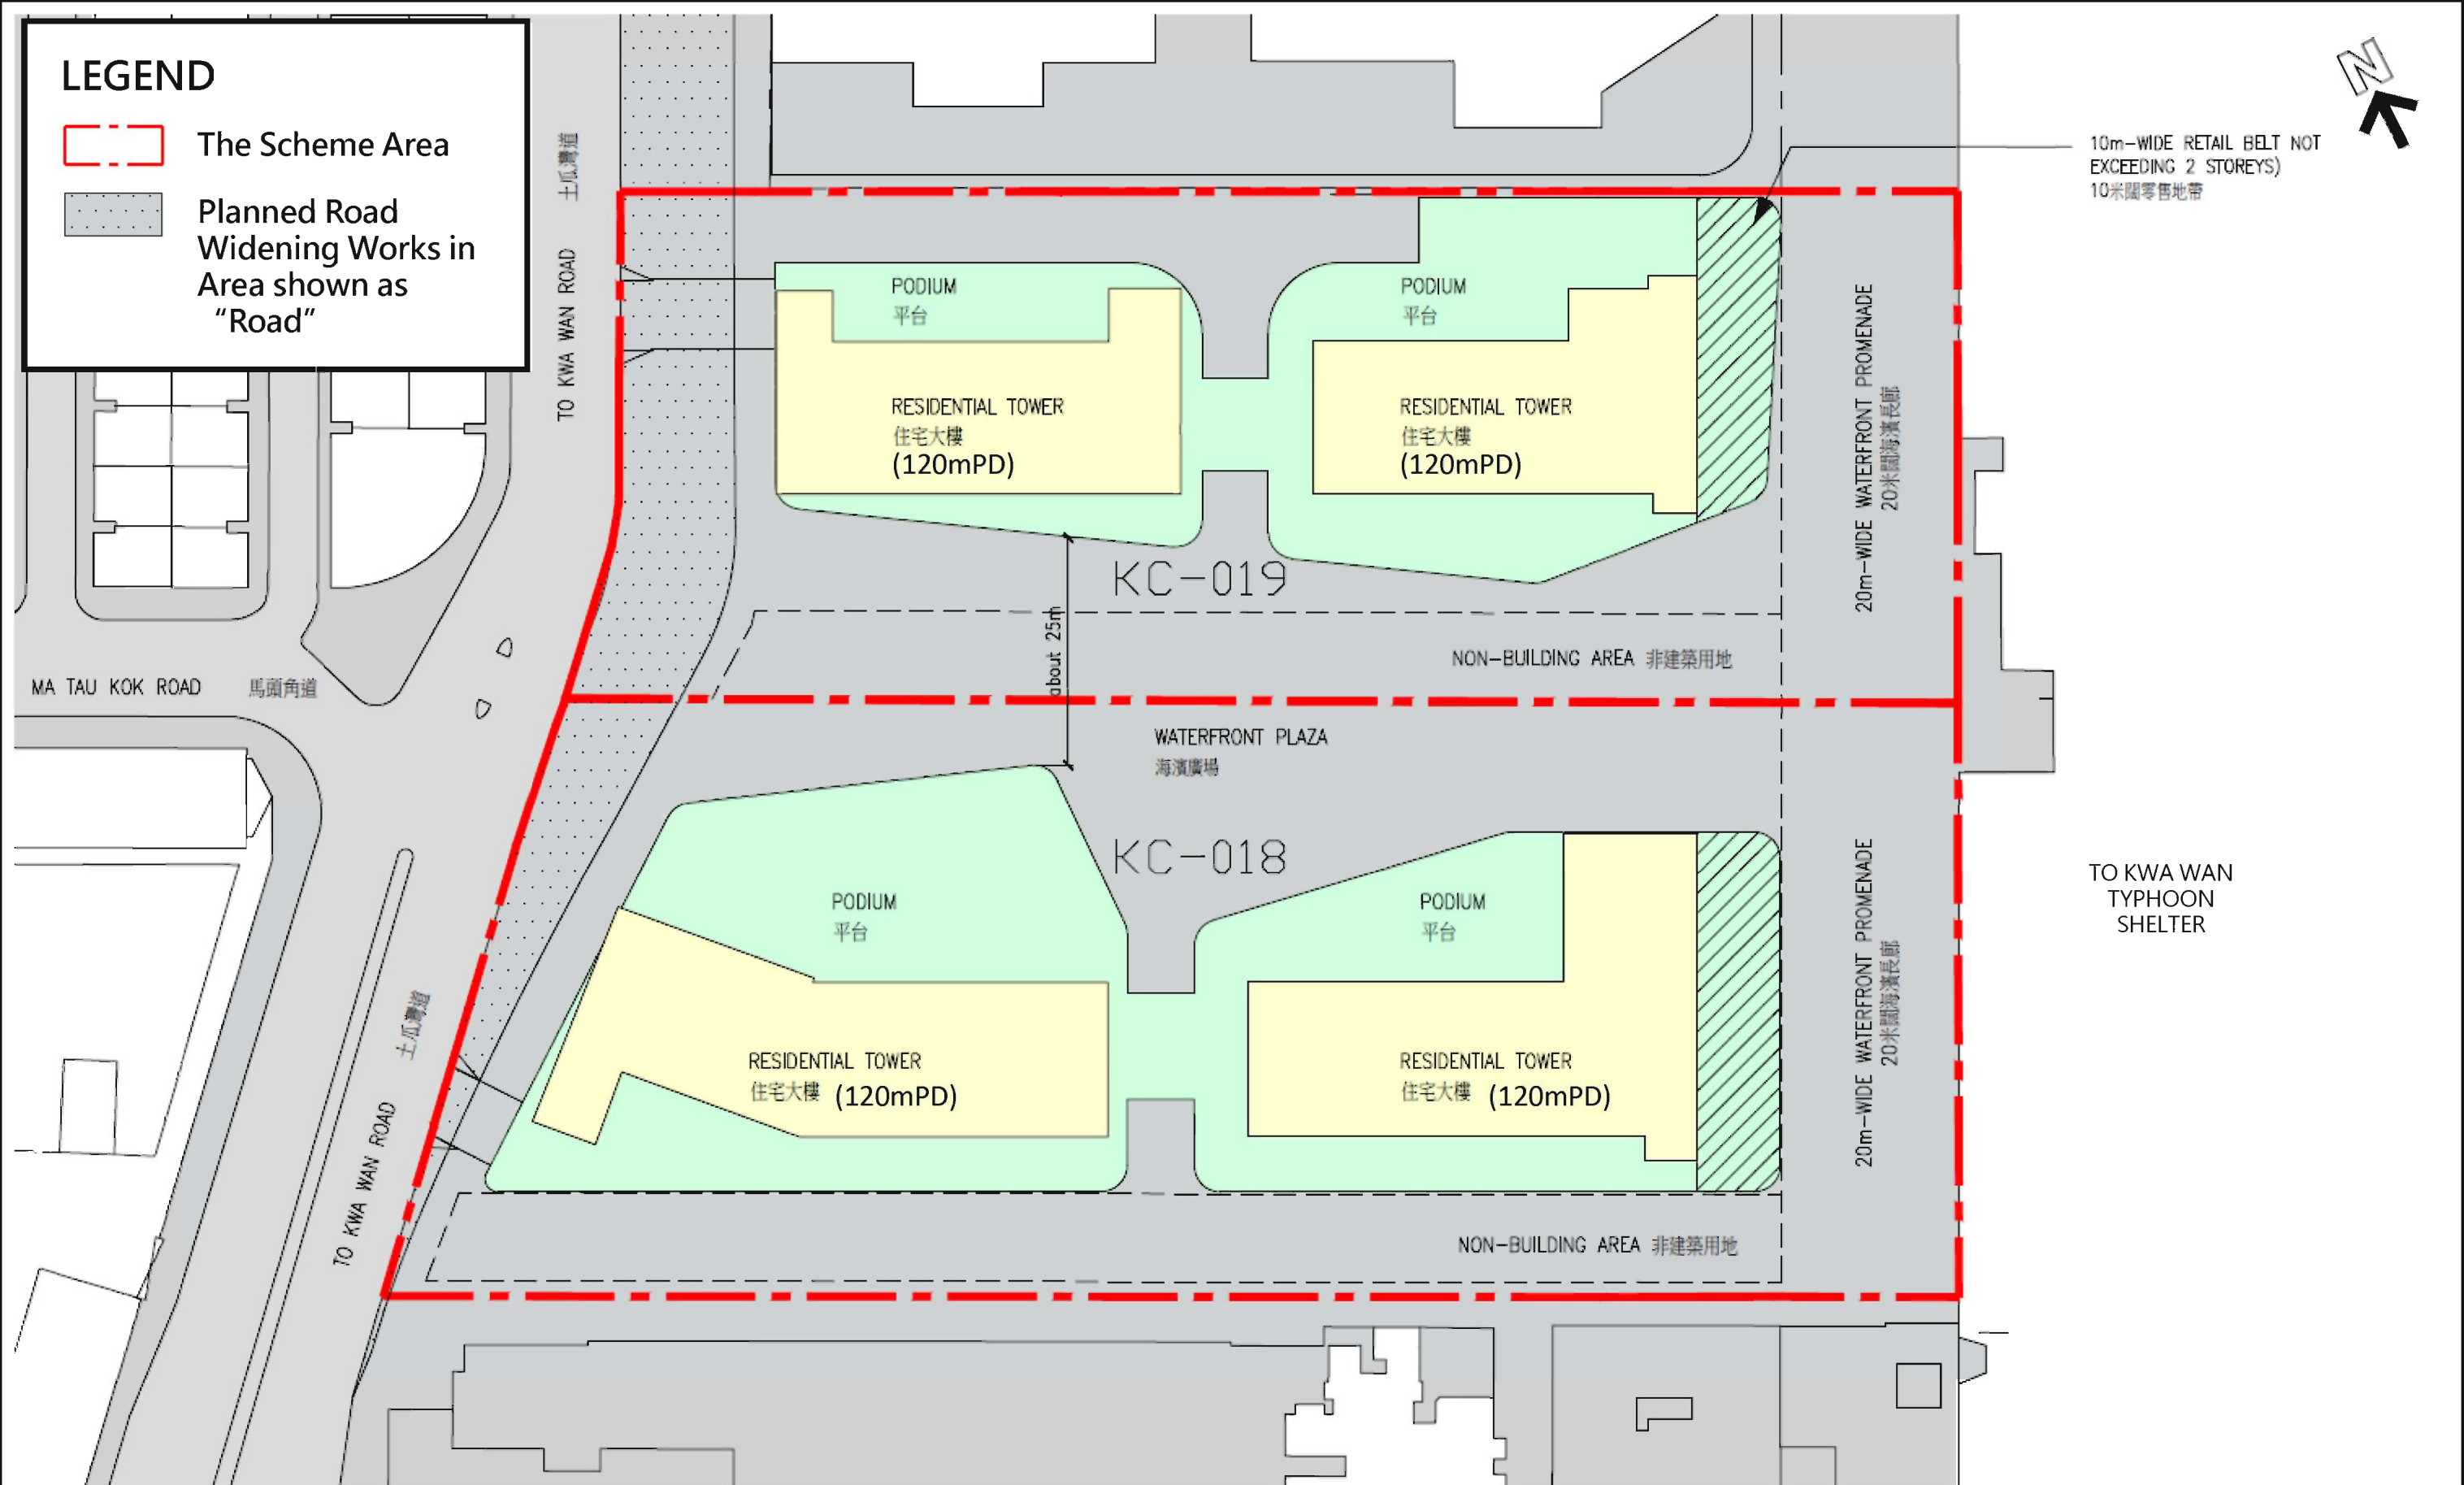 LEGEND
The Scheme Area
Planned Road
Widening Works in
Area shown as
“Road”
土瓜灣道
TO KWA WAN ROAD
N
10m-WIDE RETAIL BELT NOT
EXCEEDING 2 STOREYS)
10米闊零售地帶
PODIUM
平台
PODIUM
平台
RESIDENTIAL TOWER
住宅大樓
(120mPD)
RESIDENTIAL TOWER
住宅大樓
(120mPD)
20m-WIDE WATERFRONT PROMENADE
20米闊海濱長廊
KC-019
about 25m
NON-BUILDING AREA 非建築用地
MA TAU KOK ROAD 馬頭角道
WATERFRONT PLAZA
海濱廣場
KC-018
PODIUM
平台
PODIUM
平台
RESIDENTIAL TOWER
住宅大樓 (120mPD)
RESIDENTIAL TOWER
住宅大樓 (120mPD)
20m-WIDE WATERFRONT PROMENADE
20米闊海濱長廊
TO KWA WAN
TYPHOON
SHELTER
土瓜灣道
TO KWA WAN ROAD
NON-BUILDING AREA 非建築用地